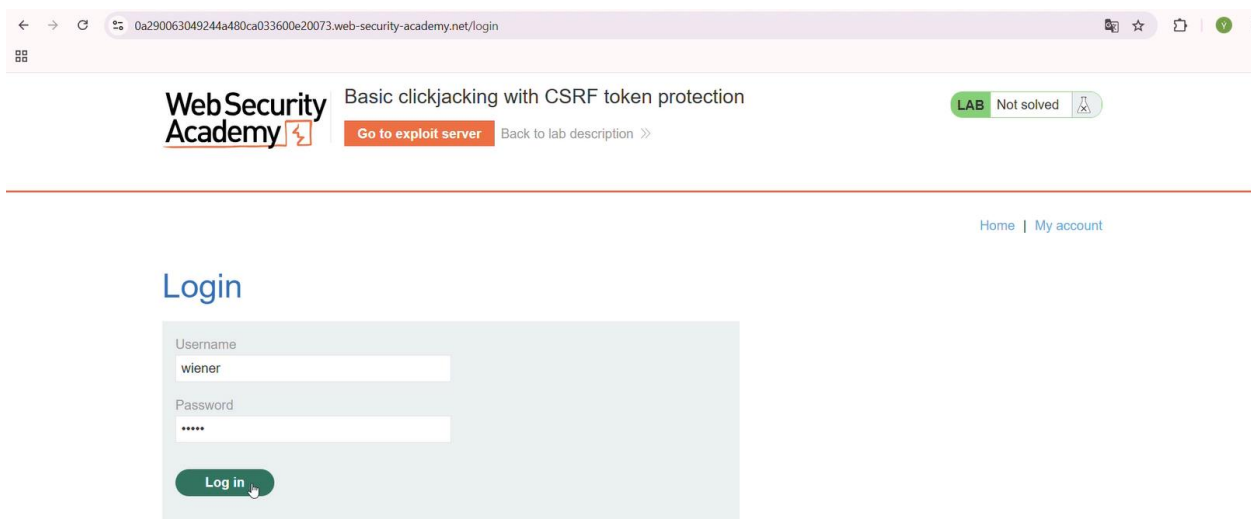 0a290063049244a480ca033600e20073.web-security-academy.net/login
Y
Web Security
Academy
Basic clickjacking with CSRF token protection
Go to exploit server Back to lab description
LAB Not solved
Home | My account
Login
Username
wiener
Password
•••••
Log in